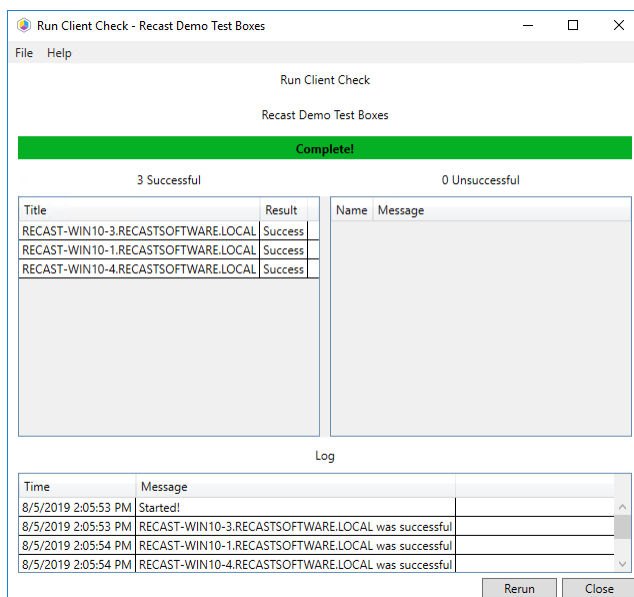 Run Client Check - Recast Demo Test Boxes
File Help
Run Client Check
Recast Demo Test Boxes
Complete!
3 Successful
0 Unsuccessful
Title Result
RECAST-WIN10-3.RECASTSOFTWARE.LOCAL Success
RECAST-WIN10-1.RECASTSOFTWARE.LOCAL Success
RECAST-WIN10-4.RECASTSOFTWARE.LOCAL Success
Name Message
Log
Time Message
8/5/2019 2:05:53 PM Started!
8/5/2019 2:05:53 PM RECAST-WIN10-3.RECASTSOFTWARE.LOCAL was successful
8/5/2019 2:05:54 PM RECAST-WIN10-1.RECASTSOFTWARE.LOCAL was successful
8/5/2019 2:05:54 PM RECAST-WIN10-4.RECASTSOFTWARE.LOCAL was successful
Rerun Close